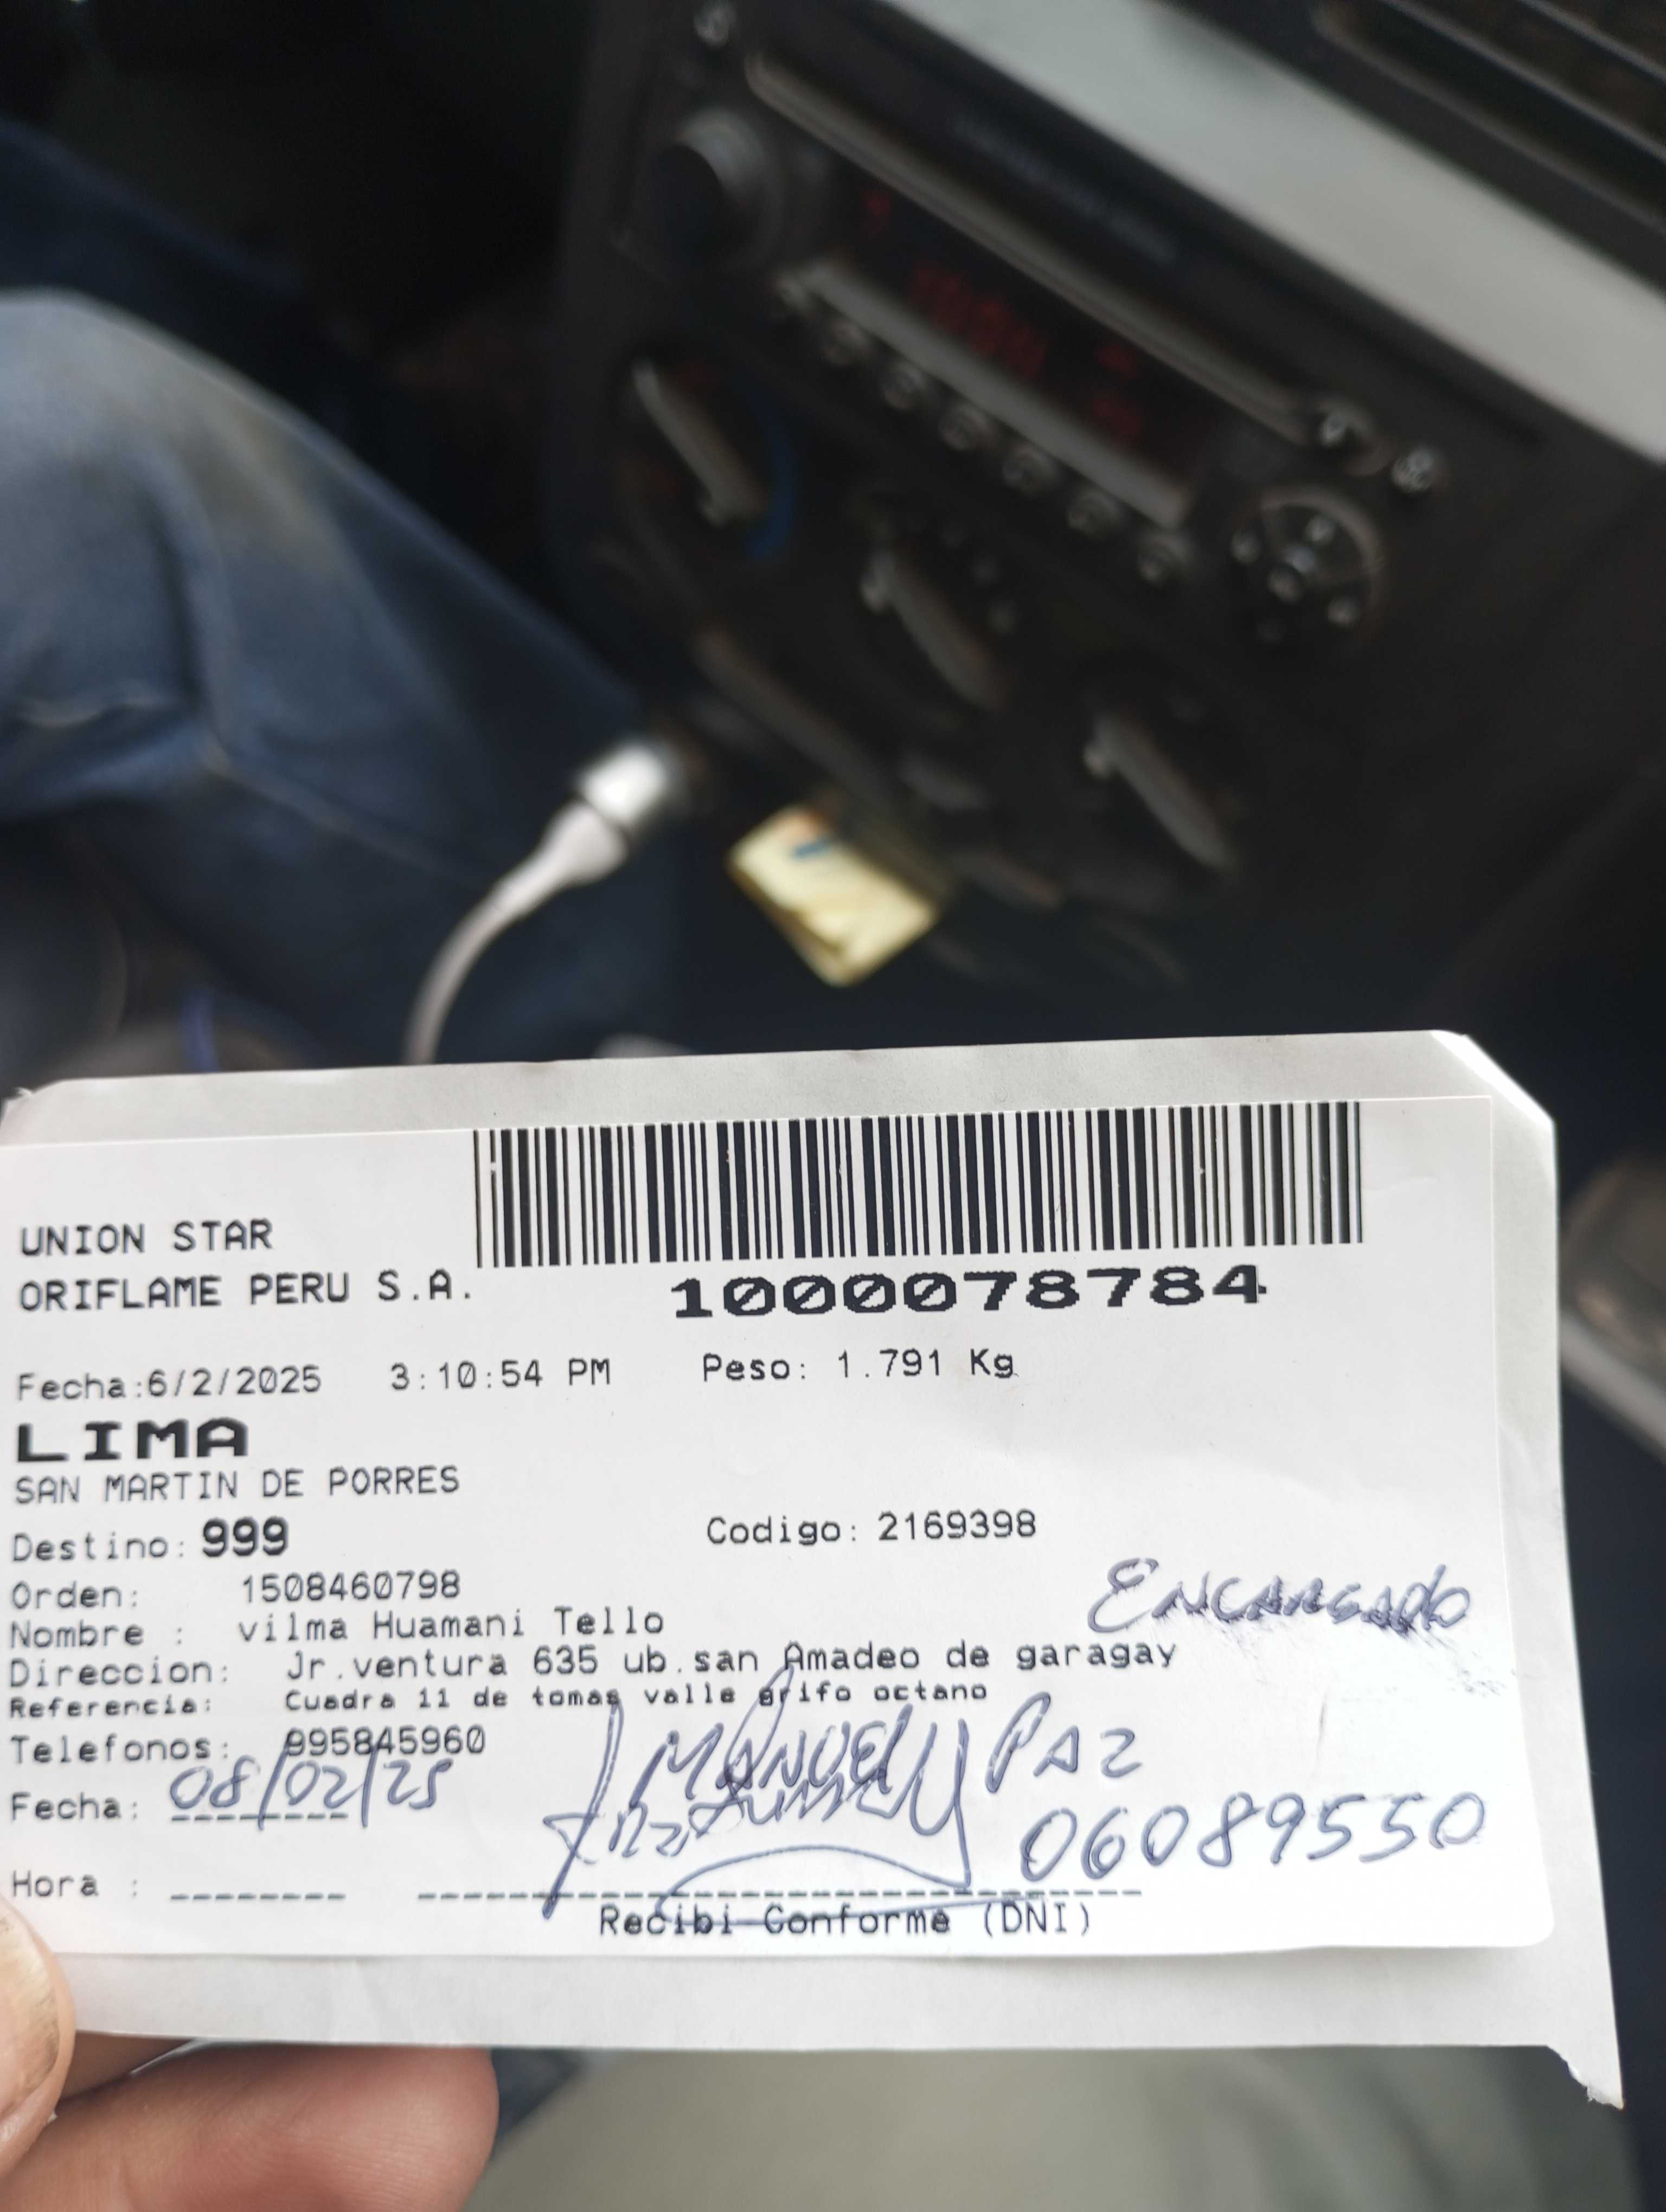 UNION STAR
ORIFLAME PERU S.A.
1000078784
Fecha:6/2/2025 3:10:54 PM Peso: 1.791 Kg
LIMA
SAN MARTIN DE PORRES
Destino: 999 Codigo: 2169398
Orden: 1508460798
ENCARGADO
Nombre : vilma Huamani Tello
Direccion: Jr.ventura 635 ub.san Amadeo de garagay
Referencia: Cuadra 11 de tomas valle grifo octano
Telefonos: 995845960
MANUEL PAZ
Fecha: 08/02/25
06089550
Hora :
Recibi Conforme (DNI)